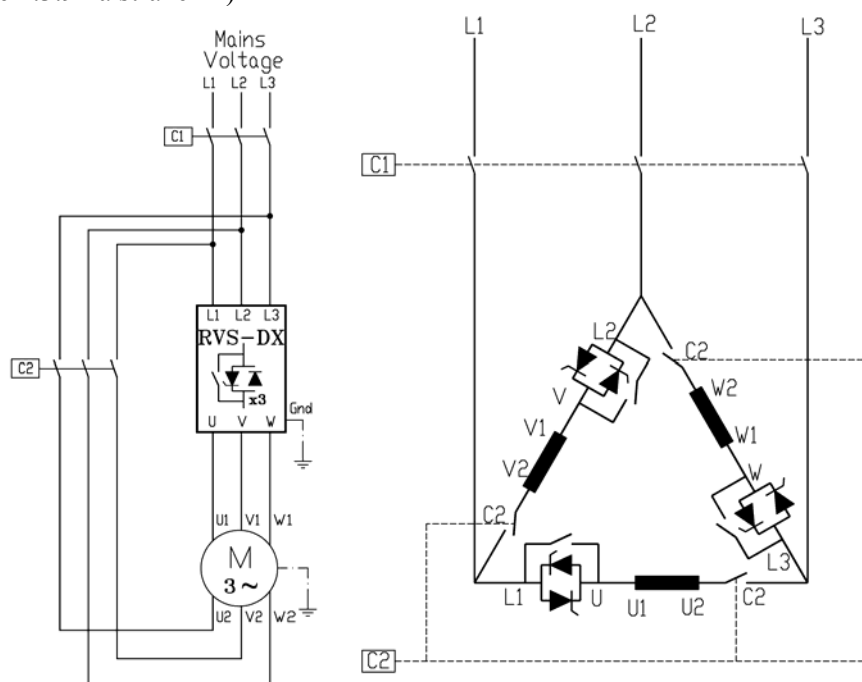 Mains
Voltage
L1 L2 L3
C1
L1 L2 L3
RVS-DX
x3
U V W
Gnd
C2
U1 V1 W1
M
3~
U2 V2 W2
L1 L2 L3
C1
L2
C2
V
W2
V1
W1
V2
W
C2
L3
L1 U U1 U2 C2
C2